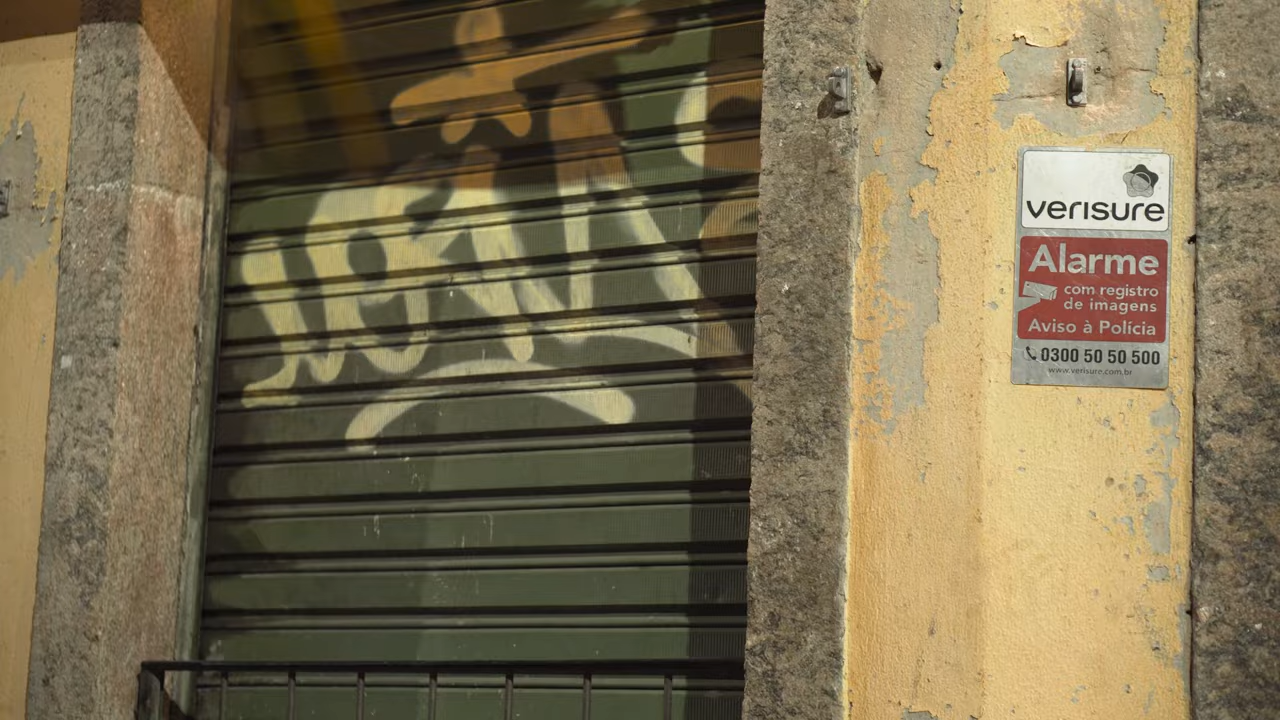 verisure
Alarme
com registro
de imagens
Aviso à Polícia
0300 50 50 500
www.verisure.com.br